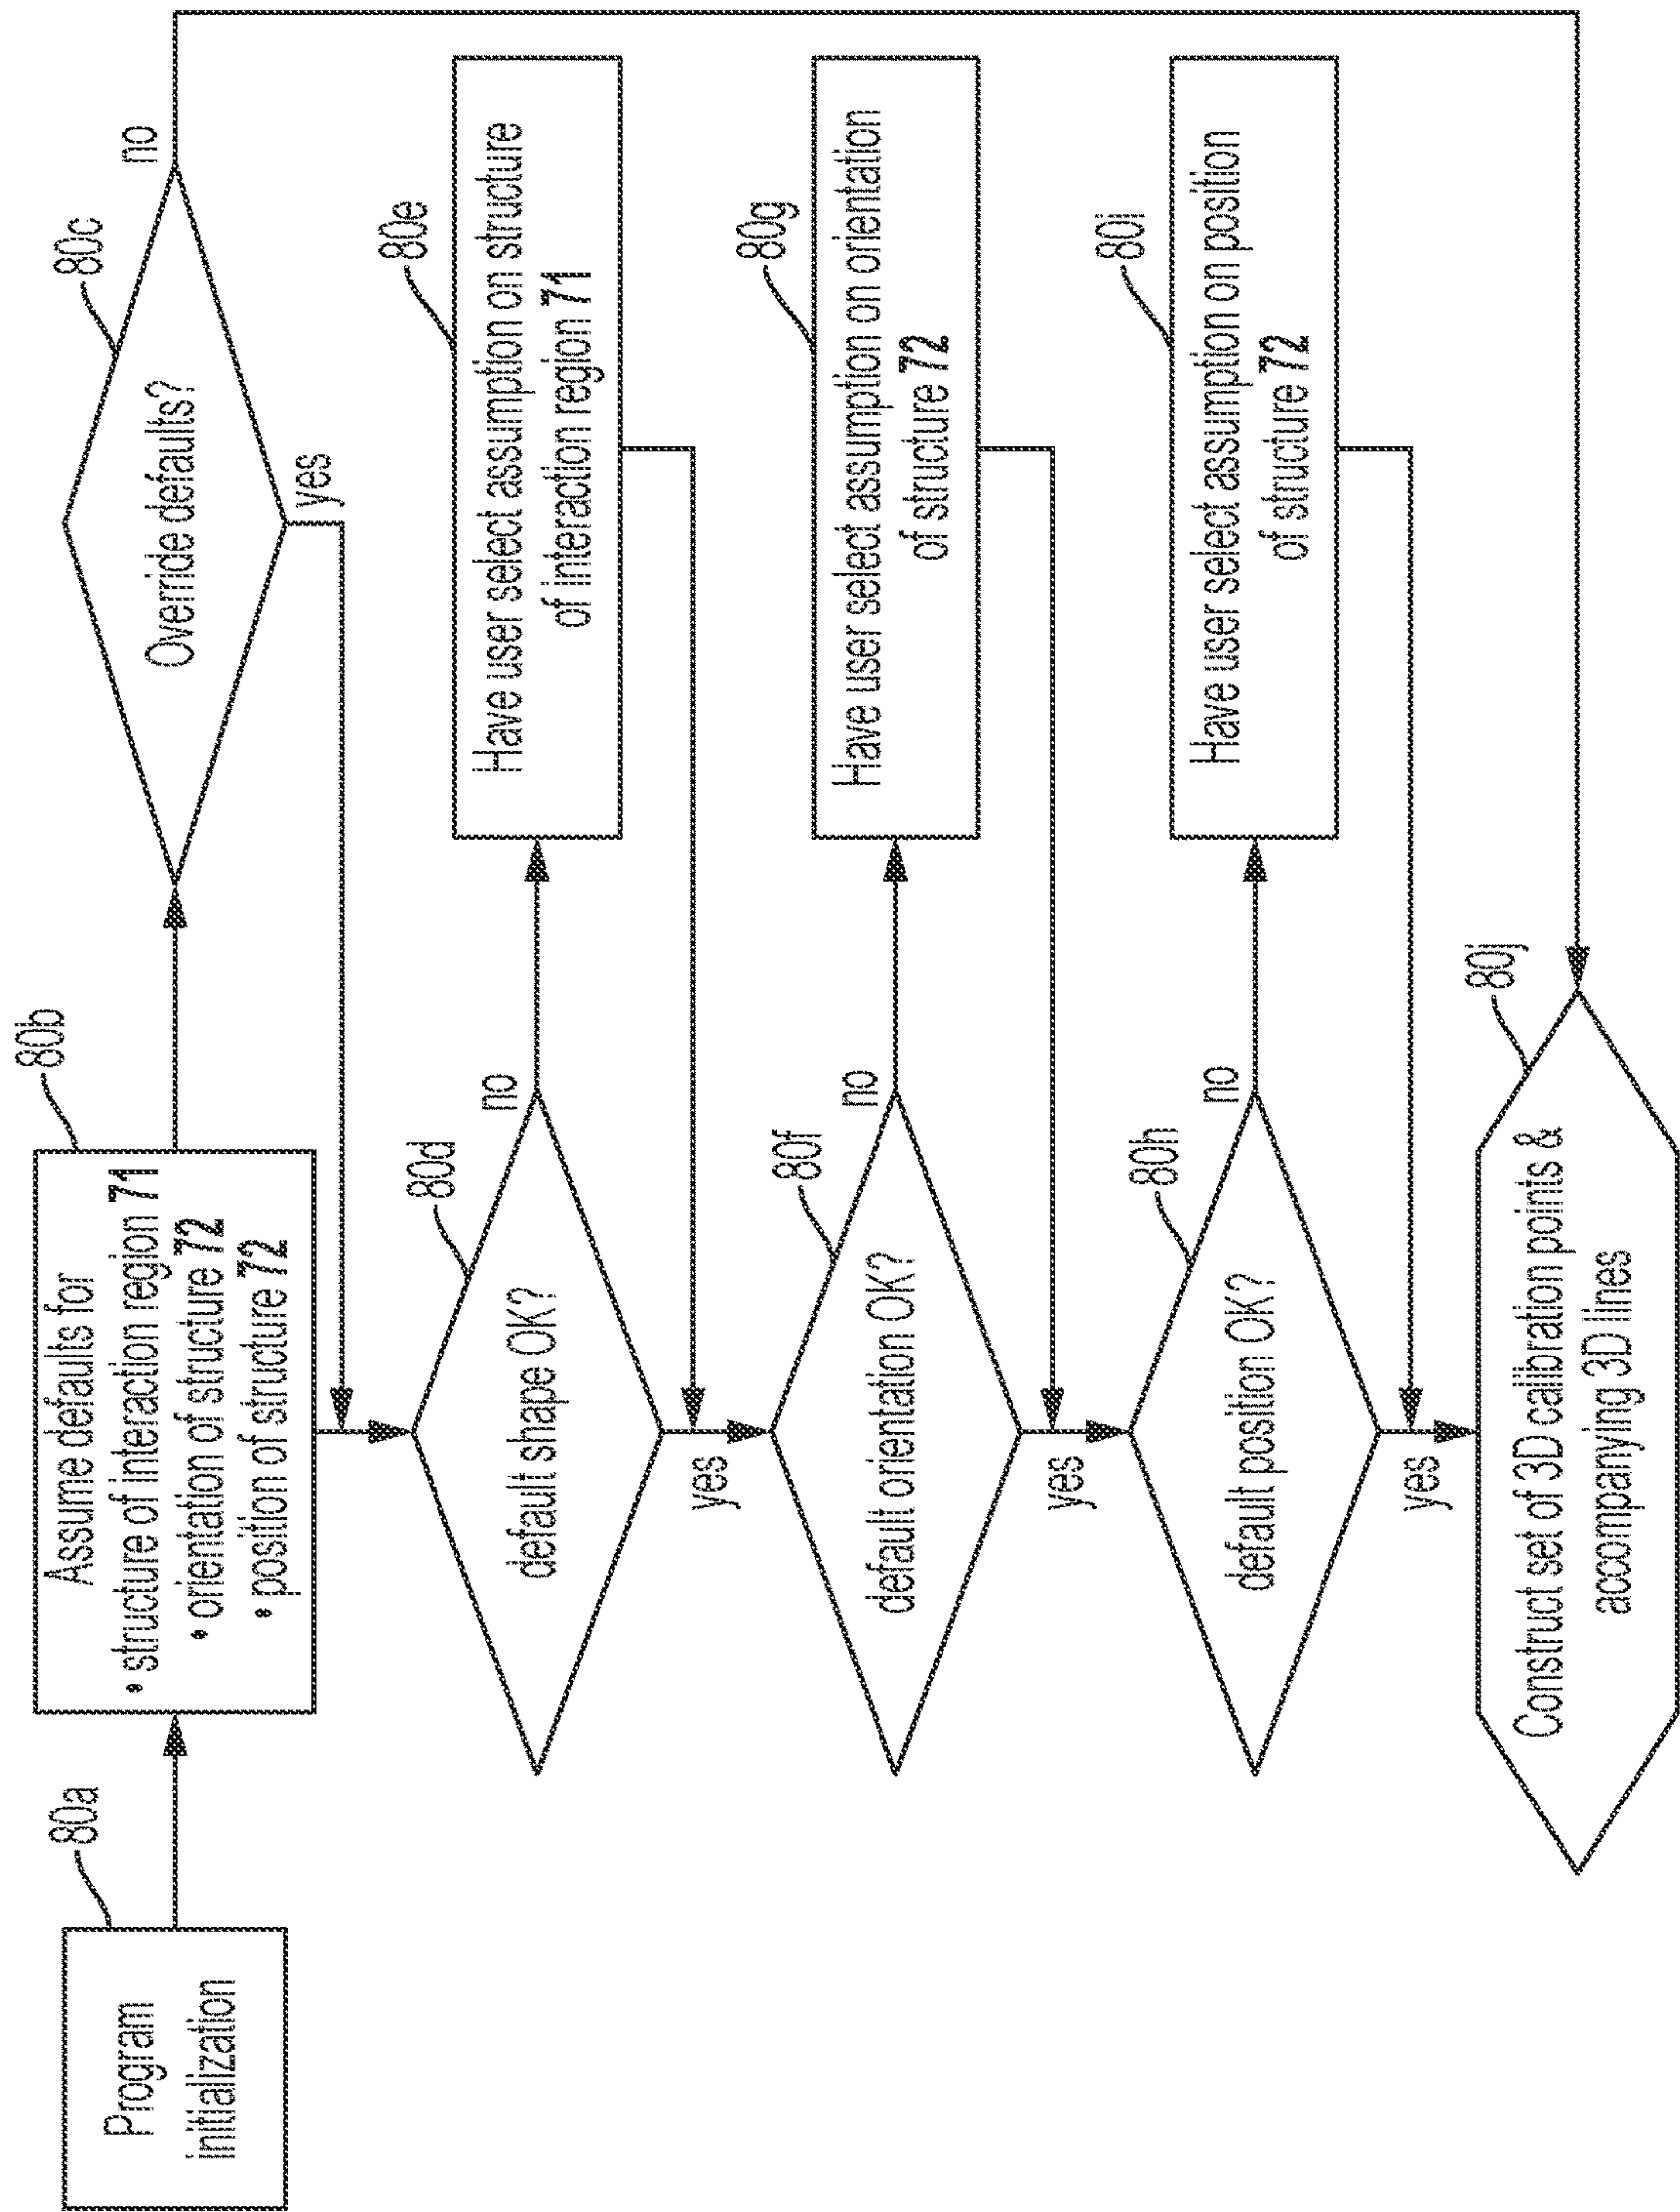 80a
Program
initialization
80b
Assume defaults for
• structure of interaction region 71
• orientation of structure 72
• position of structure 72
80c
Override defaults?
no
yes
80d
default shape OK?
no
yes
80e
Have user select assumption on structure
of interaction region 71
80f
default orientation OK?
no
yes
80g
Have user select assumption on orientation
of structure 72
80h
default position OK?
no
yes
80i
Have user select assumption on position
of structure 72
80j
Construct set of 3D calibration points &
accompanying 3D lines